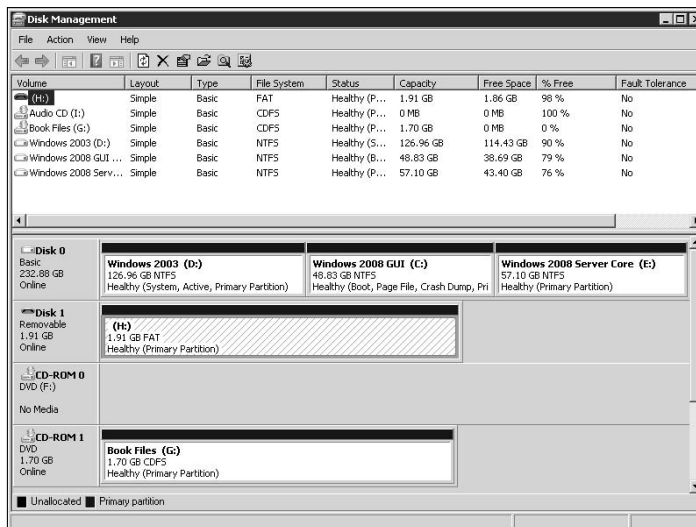 Disk Management
File Action View Help
Volume Layout Type File System Status Capacity Free Space % Free Fault Tolerance
(H:) Simple Basic FAT Healthy (P... 1.91 GB 1.86 GB 98 % No
Audio CD (I:) Simple Basic CDFS Healthy (P... 0 MB 0 MB 100 % No
Book Files (G:) Simple Basic CDFS Healthy (P... 1.70 GB 0 MB 0 % No
Windows 2003 (D:) Simple Basic NTFS Healthy (S... 126.96 GB 114.43 GB 90 % No
Windows 2008 GUI ... Simple Basic NTFS Healthy (B... 48.83 GB 38.69 GB 79 % No
Windows 2008 Serv... Simple Basic NTFS Healthy (P... 57.10 GB 43.40 GB 76 % No
Disk 0
Basic
232.88 GB
Online
Windows 2003 (D:)
126.96 GB NTFS
Healthy (System, Active, Primary Partition)
Windows 2008 GUI (C:)
48.83 GB NTFS
Healthy (Boot, Page File, Crash Dump, Pri
Windows 2008 Server Core (E:)
57.10 GB NTFS
Healthy (Primary Partition)
Disk 1
Removable
1.91 GB
Online
(H:)
1.91 GB FAT
Healthy (Primary Partition)
CD-ROM 0
DVD (F:)
No Media
CD-ROM 1
DVD
1.70 GB
Online
Book Files (G:)
1.70 GB CDFS
Healthy (Primary Partition)
Unallocated Primary partition